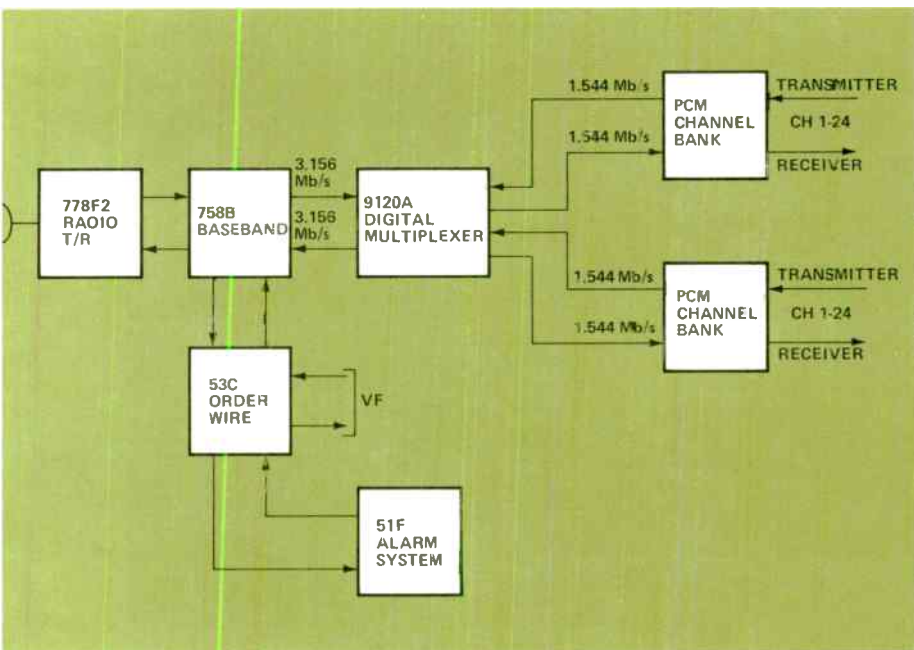 1.544 Mb/s
PCM
CHANNEL
BANK
TRANSMITTER
CH 1-24
RECEIVER
1.544 Mb/s
778F2
RADIO
T/R
758B
BASEBAND
3.156
Mb/s
3.156
Mb/s
9120A
DIGITAL
MULTIPLEXER
1.544 Mb/s
PCM
CHANNEL
BANK
TRANSMITTER
CH 1-24
RECEIVER
1.544 Mb/s
53C
ORDER
WIRE
VF
51F
ALARM
SYSTEM